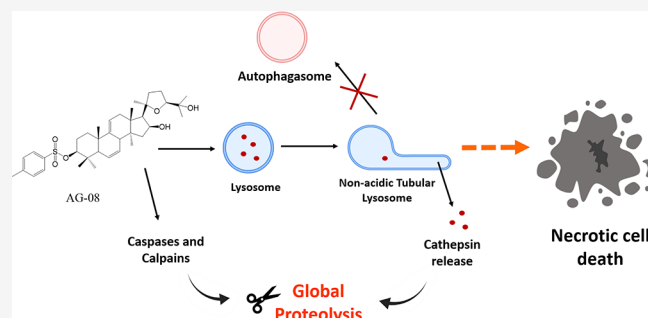 Autophagasome
O
OH
OH
O
S
O
O
AG-08
Lysosome
Non-acidic Tubular
Lysosome
Caspases and
Calpains
Cathepsin
release
Necrotic cell
death
Global
Proteolysis